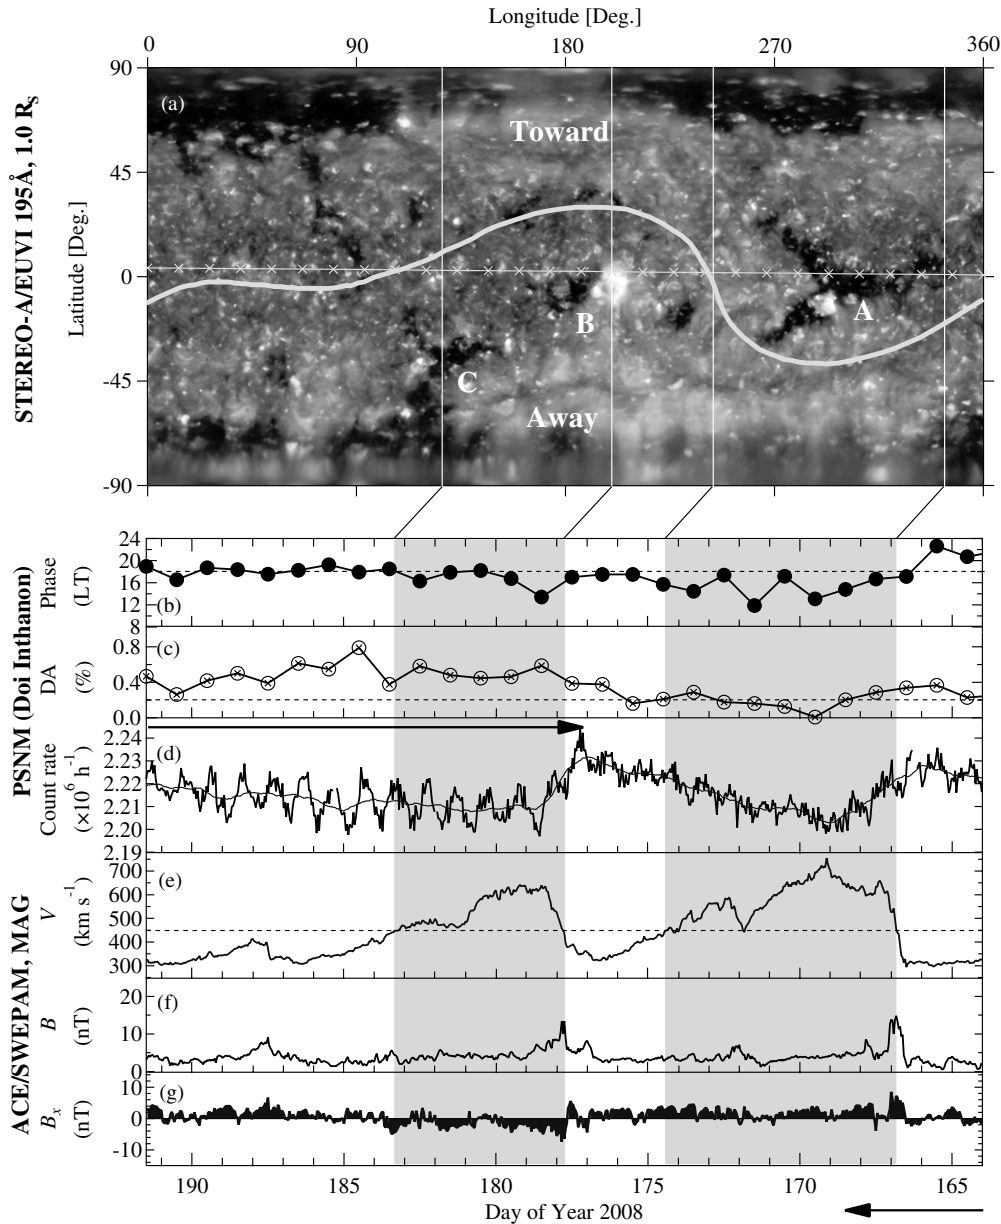 Longitude [Deg.]
0 90 180 270 360
STEREO-A/EUVI 195Å, 1.0 Rs
Latitude [Deg.]
90
45
0
-45
-90
(a)
Toward
A
B
C
Away
PSNM (Doi Inthanon)
Phase
(LT)
24
20
16
12
8
(b)
DA
(%)
0.8
0.4
0.0
(c)
Count rate
(×10⁶ h⁻¹)
2.24
2.23
2.21
2.20
2.19
(d)
ACE/SWEPAM, MAG
V
(km s⁻¹)
700
600
500
400
300
(e)
B
(nT)
20
10
0
(f)
Bx
(nT)
10
0
-10
(g)
190 185 180 175 170 165
Day of Year 2008